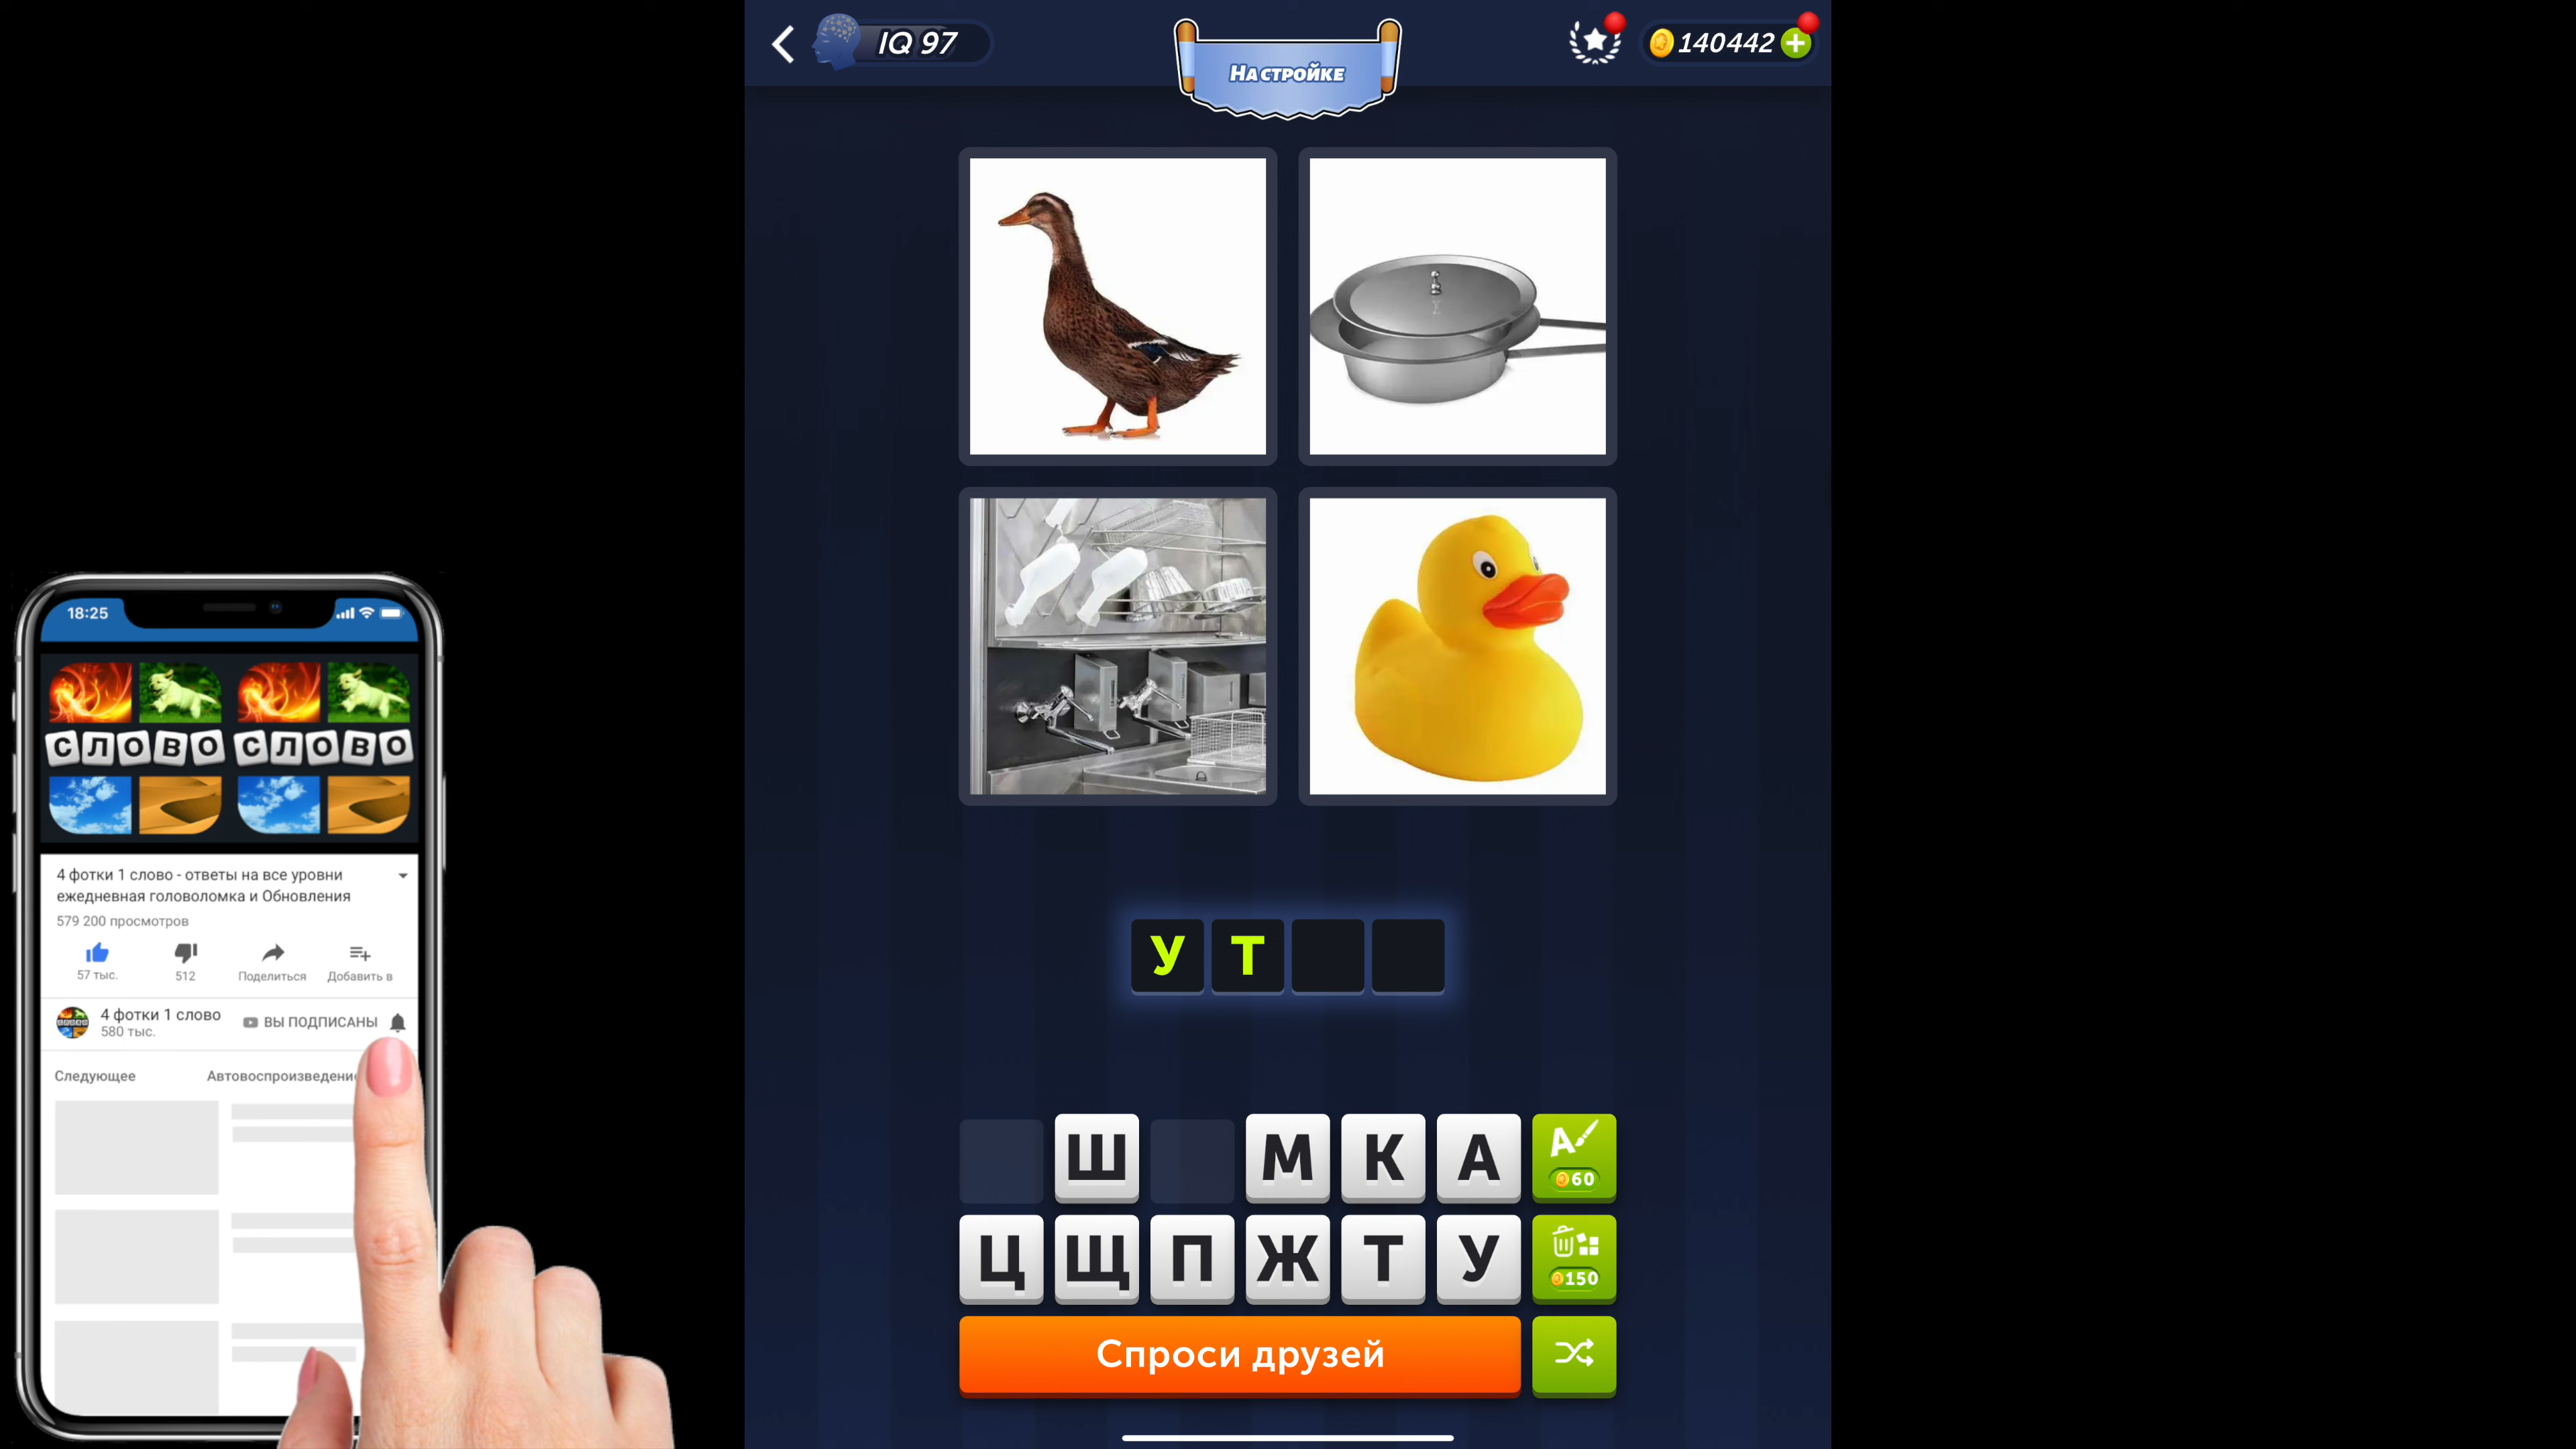 IQ 97
Настройке
140442
18:25
СЛОВО СЛОВО
4 фотки 1 слово - ответы на все уровни
ежедневная головоломка и Обновления
579 200 просмотров
57 тыс.
512
Поделиться
Добавить в
4 фотки 1 слово
580 тыс.
ВЫ ПОДПИСАНЫ
Следующее
Автовоспроизведени
У Т
Ш М К А
A
60
Ц Щ П Ж Т У
150
Спроси друзей